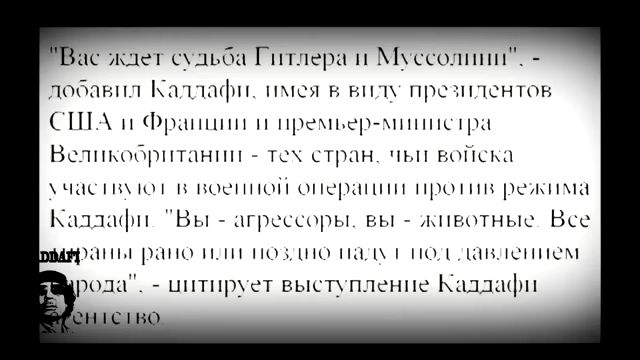 "Вас ждет судьба Гитлера и Муссолини", -
добавил Каддафи, имея в виду президентов
США и Франции и премьер-министра
Великобритании - тех стран, чьи войска
участвуют в военной операции против режима
Каддафи. "Вы - агрессоры, вы - животные. Все
рано или поздно падут под давлением
- цитирует выступление Каддафи